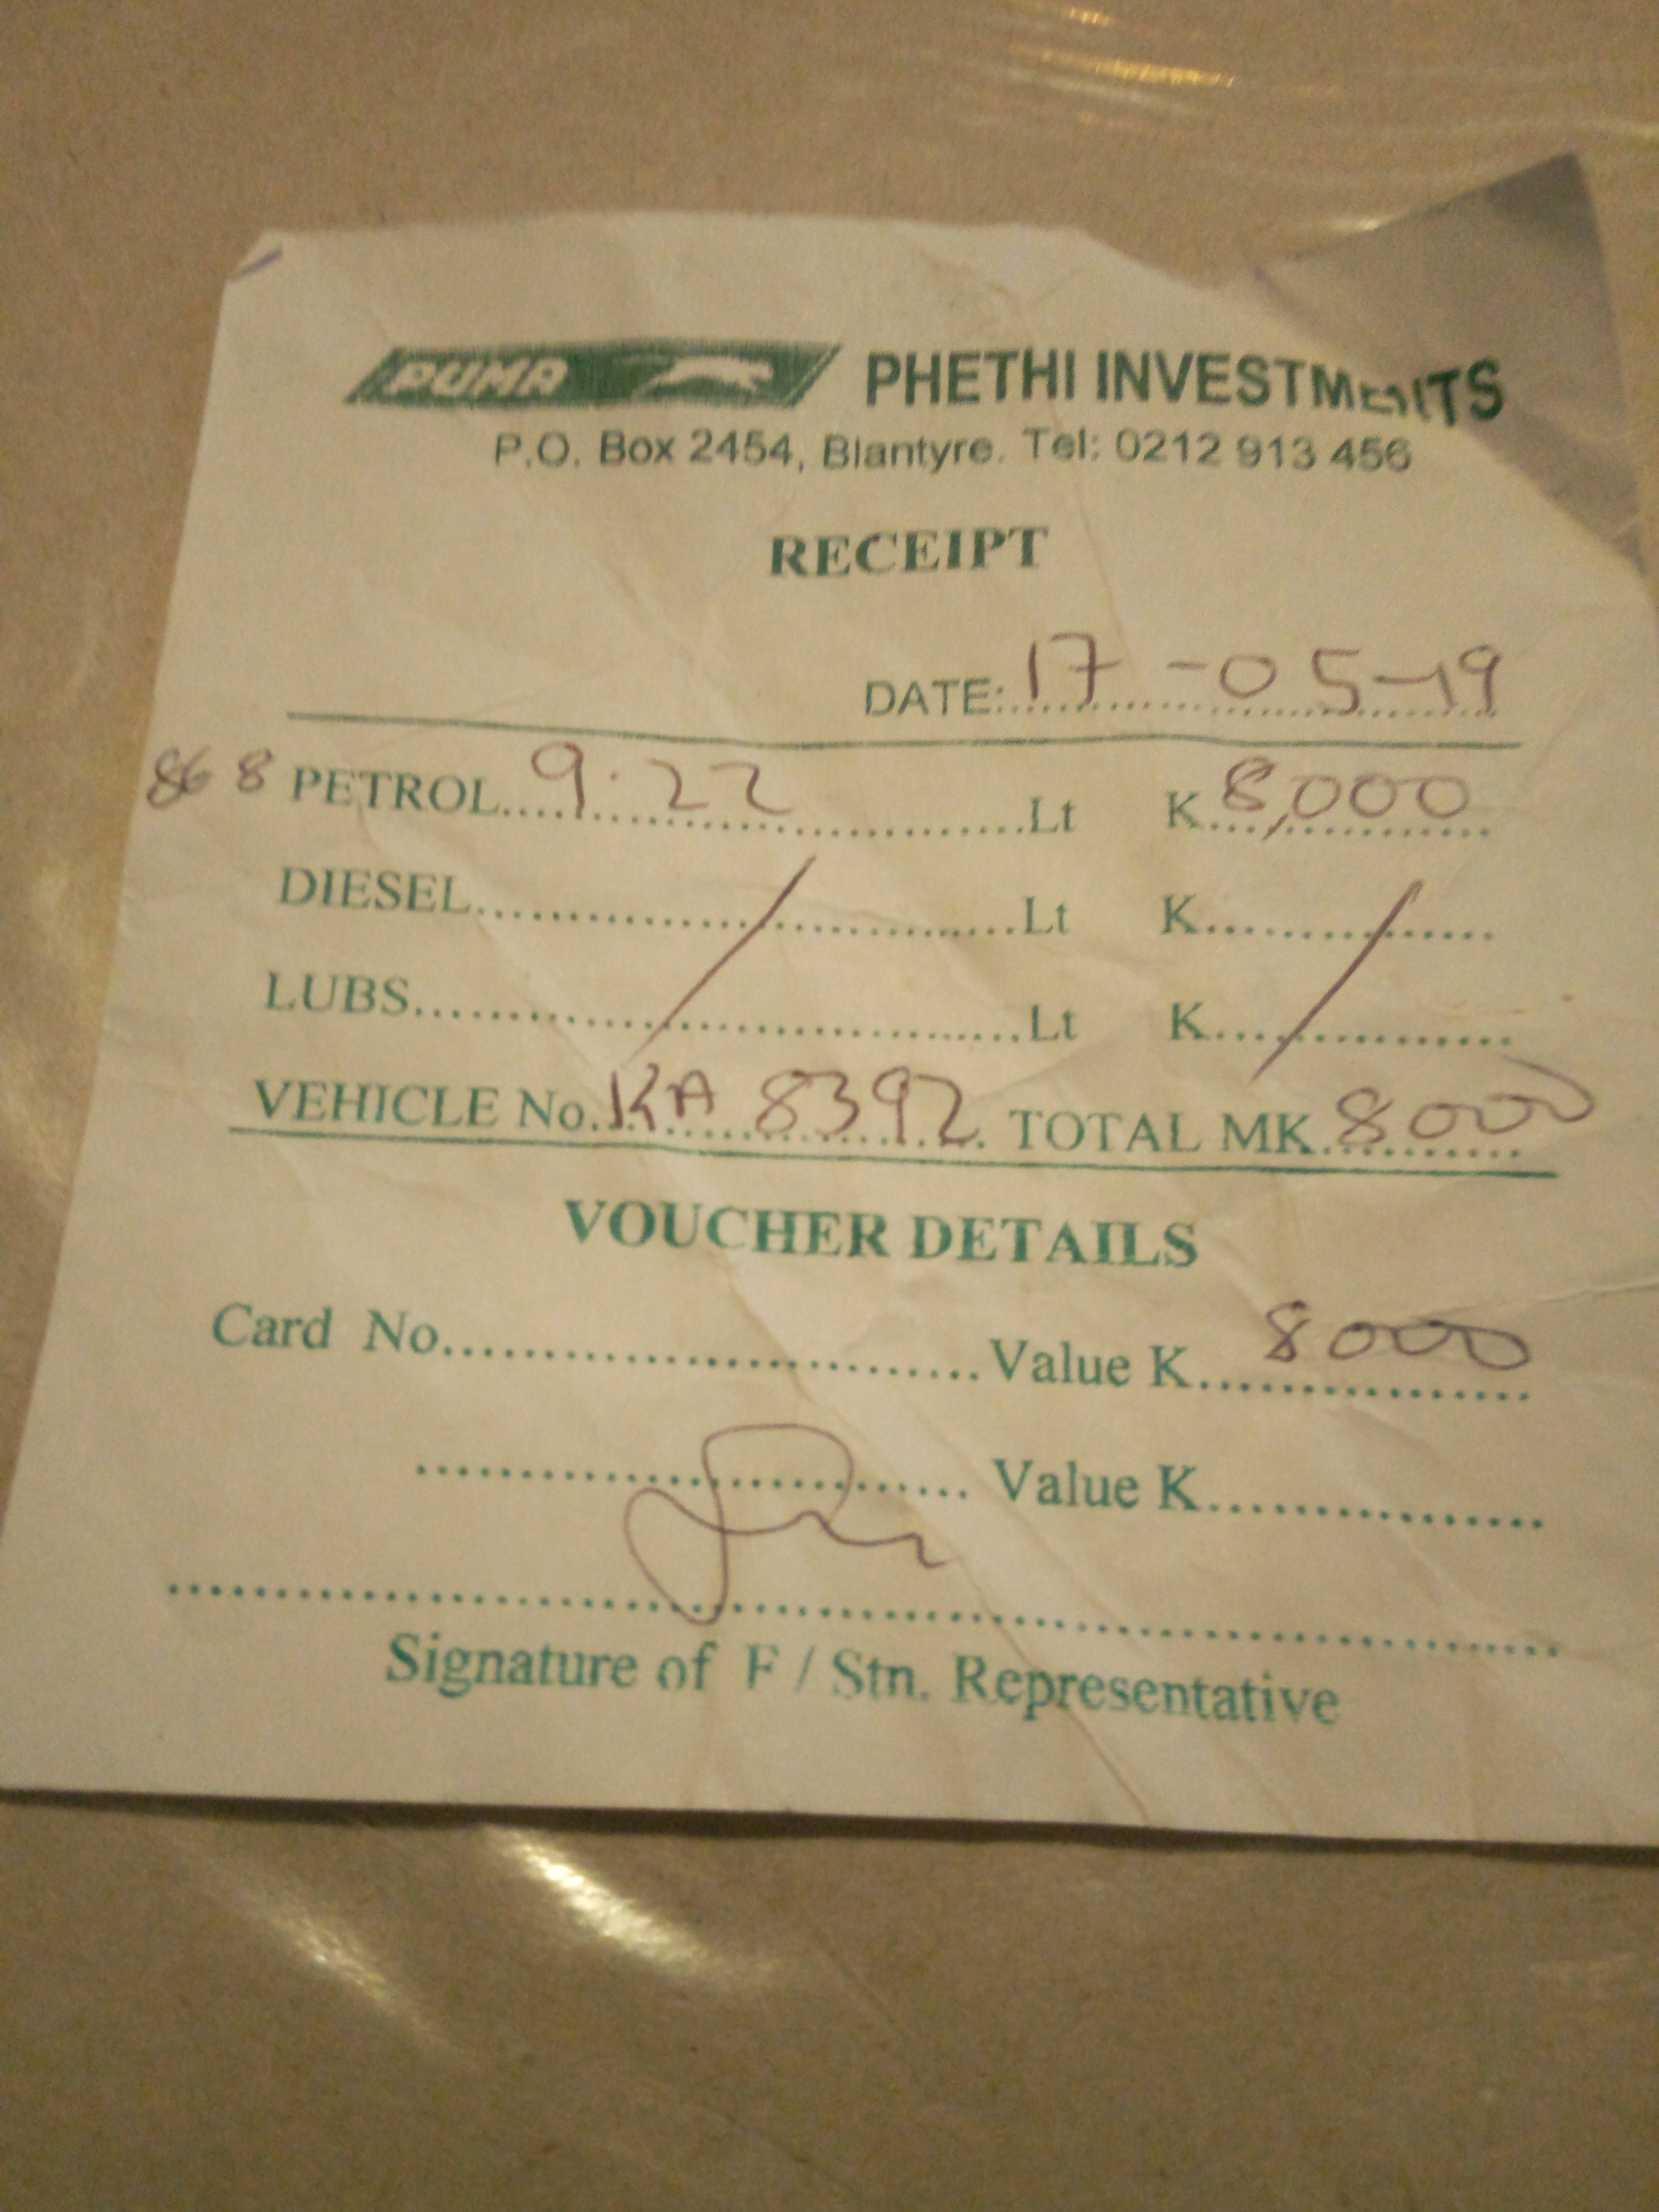 PUMA PHETHI INVESTMENTS
P.O. Box 2454, Blantyre. Tel: 0212 913 456
RECEIPT
DATE:17-05-19
868 PETROL....9.22....Lt K.8,000
DIESEL....Lt K....
LUBS....Lt K....
VEHICLE No.KA 8392. TOTAL MK.8000
VOUCHER DETAILS
Card No....Value K.8000
....Value K....
Signature of F / Stn. Representative